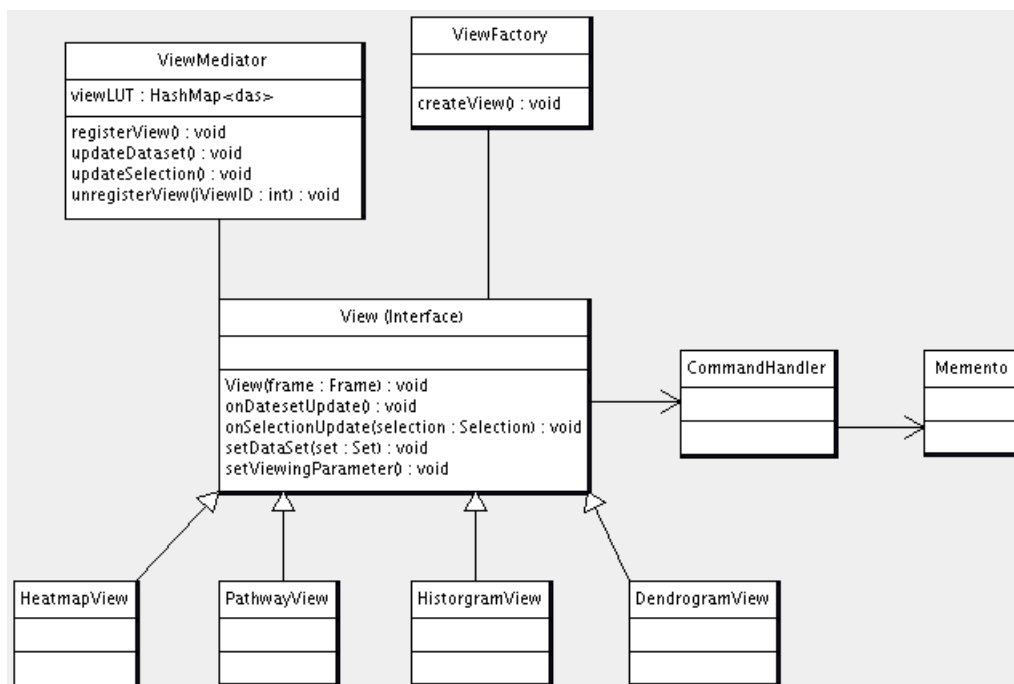 ViewMediator
viewLUT : HashMap<das>
registerView() : void
updateDataset() : void
updateSelection() : void
unregisterView(iViewID : int) : void
ViewFactory
createView() : void
View (Interface)
View(frame : Frame) : void
onDatesetUpdate() : void
onSelectionUpdate(selection : Selection) : void
setDataSet(set : Set) : void
setViewingParameter() : void
CommandHandler
Memento
HeatmapView
PathwayView
HistorgramView
DendrogramView